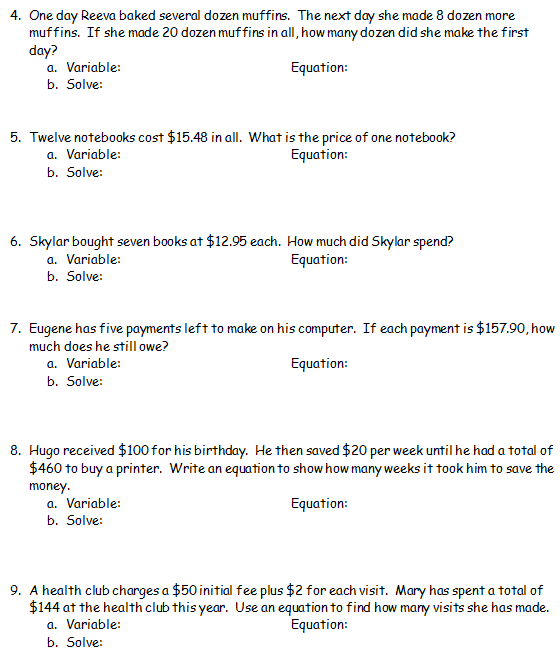 4. One day Reeva baked several dozen muffins. The next day she made 8 dozen more
muffins. If she made 20 dozen muffins in all, how many dozen did she make the first
day?
a. Variable: Equation:
b. Solve:
5. Twelve notebooks cost $15.48 in all. What is the price of one notebook?
a. Variable: Equation:
b. Solve:
6. Skylar bought seven books at $12.95 each. How much did Skylar spend?
a. Variable: Equation:
b. Solve:
7. Eugene has five payments left to make on his computer. If each payment is $157.90, how
much does he still owe?
a. Variable: Equation:
b. Solve:
8. Hugo received $100 for his birthday. He then saved $20 per week until he had a total of
$460 to buy a printer. Write an equation to show how many weeks it took him to save the
money.
a. Variable: Equation:
b. Solve:
9. A health club charges a $50 initial fee plus $2 for each visit. Mary has spent a total of
$144 at the health club this year. Use an equation to find how many visits she has made.
a. Variable: Equation:
b. Solve: